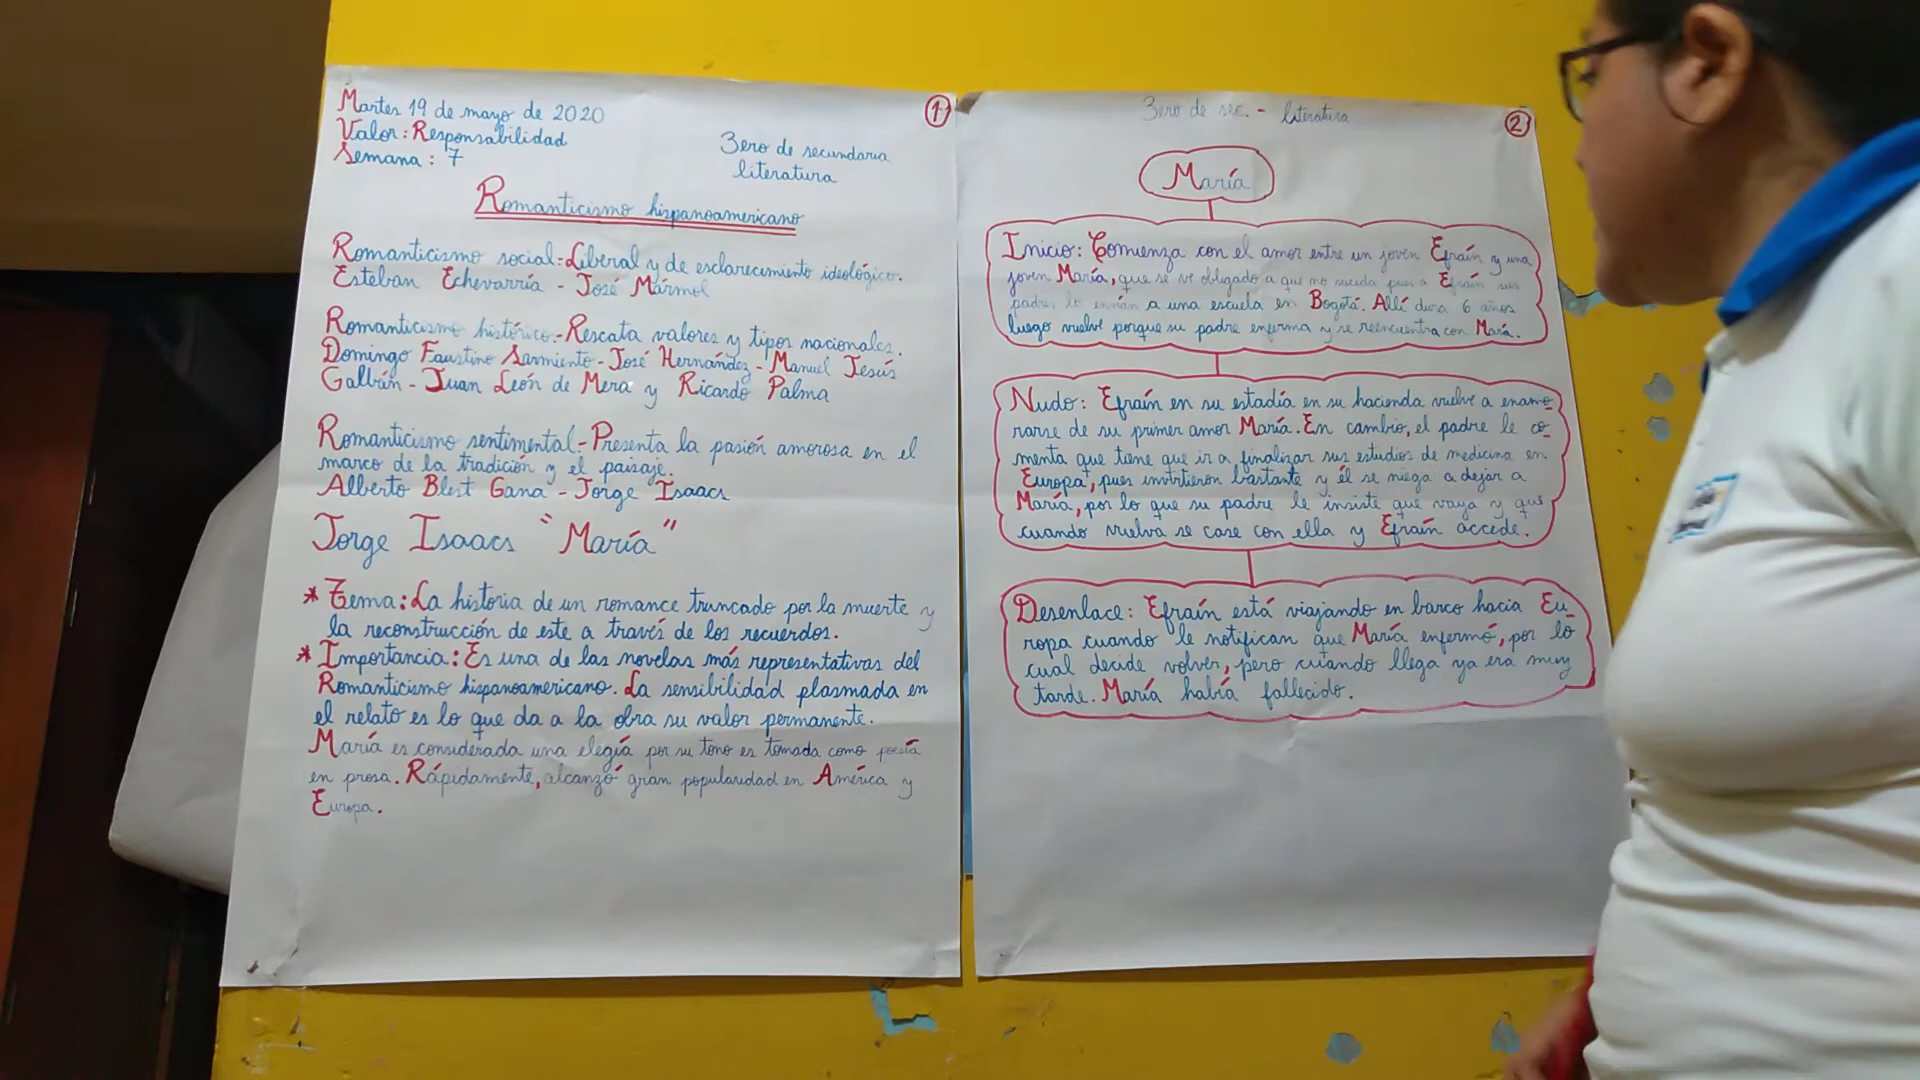 Martes 19 de mayo de 2020
Valor: Responsabilidad
Semana: 7
1
3ero de secundaria
literatura
Romanticismo hispanoamericano
Romanticismo social:-Liberal y de esclarecimiento ideológico.
Esteban Echevarría - José Mármol
Romanticismo histórico:-Rescata valores y tipos nacionales.
Domingo Faustino Sarmiento-José Hernández-Manuel Jesús
Galbán-Juan León de Mera y Ricardo Palma
Romanticismo sentimental-Presenta la pasión amorosa en el
marco de la tradición y el paisaje.
Alberto Blest Gana-Jorge Isaacs
Jorge Isaacs "María"
* Tema: La historia de un romance truncado por la muerte y
la reconstrucción de este a través de los recuerdos.
* Importancia: Es una de las novelas más representativas del
Romanticismo hispanoamericano. La sensibilidad plasmada en
el relato es lo que da a la obra su valor permanente.
María es considerada una elegía por su tono es tomada como poesía
en prosa. Rápidamente, alcanzó gran popularidad en América y
Europa.
3ero de sec. - literatura
2
María
Inicio: Comienza con el amor entre un joven Efraín y una
joven María, que se ve obligado a que no suceda pues a Efraín sus
padres lo envían a una escuela en Bogotá. Allí dura 6 años
luego vuelve porque su padre enferma y se reencuentra con María.
Nudo: Efraín en su estadía en su hacienda vuelve a enamo-
rarse de su primer amor María. En cambio, el padre le co-
menta que tiene que ir a finalizar sus estudios de medicina en
Europa, pues invirtieron bastante y él se niega a dejar a
María, por lo que su padre le insiste que vaya y que
cuando vuelva se case con ella y Efraín accede.
Desenlace: Efraín está viajando en barco hacia Eu-
ropa cuando le notifican que María enfermó, por lo
cual decide volver, pero cuando llega ya era muy
tarde. María había fallecido.